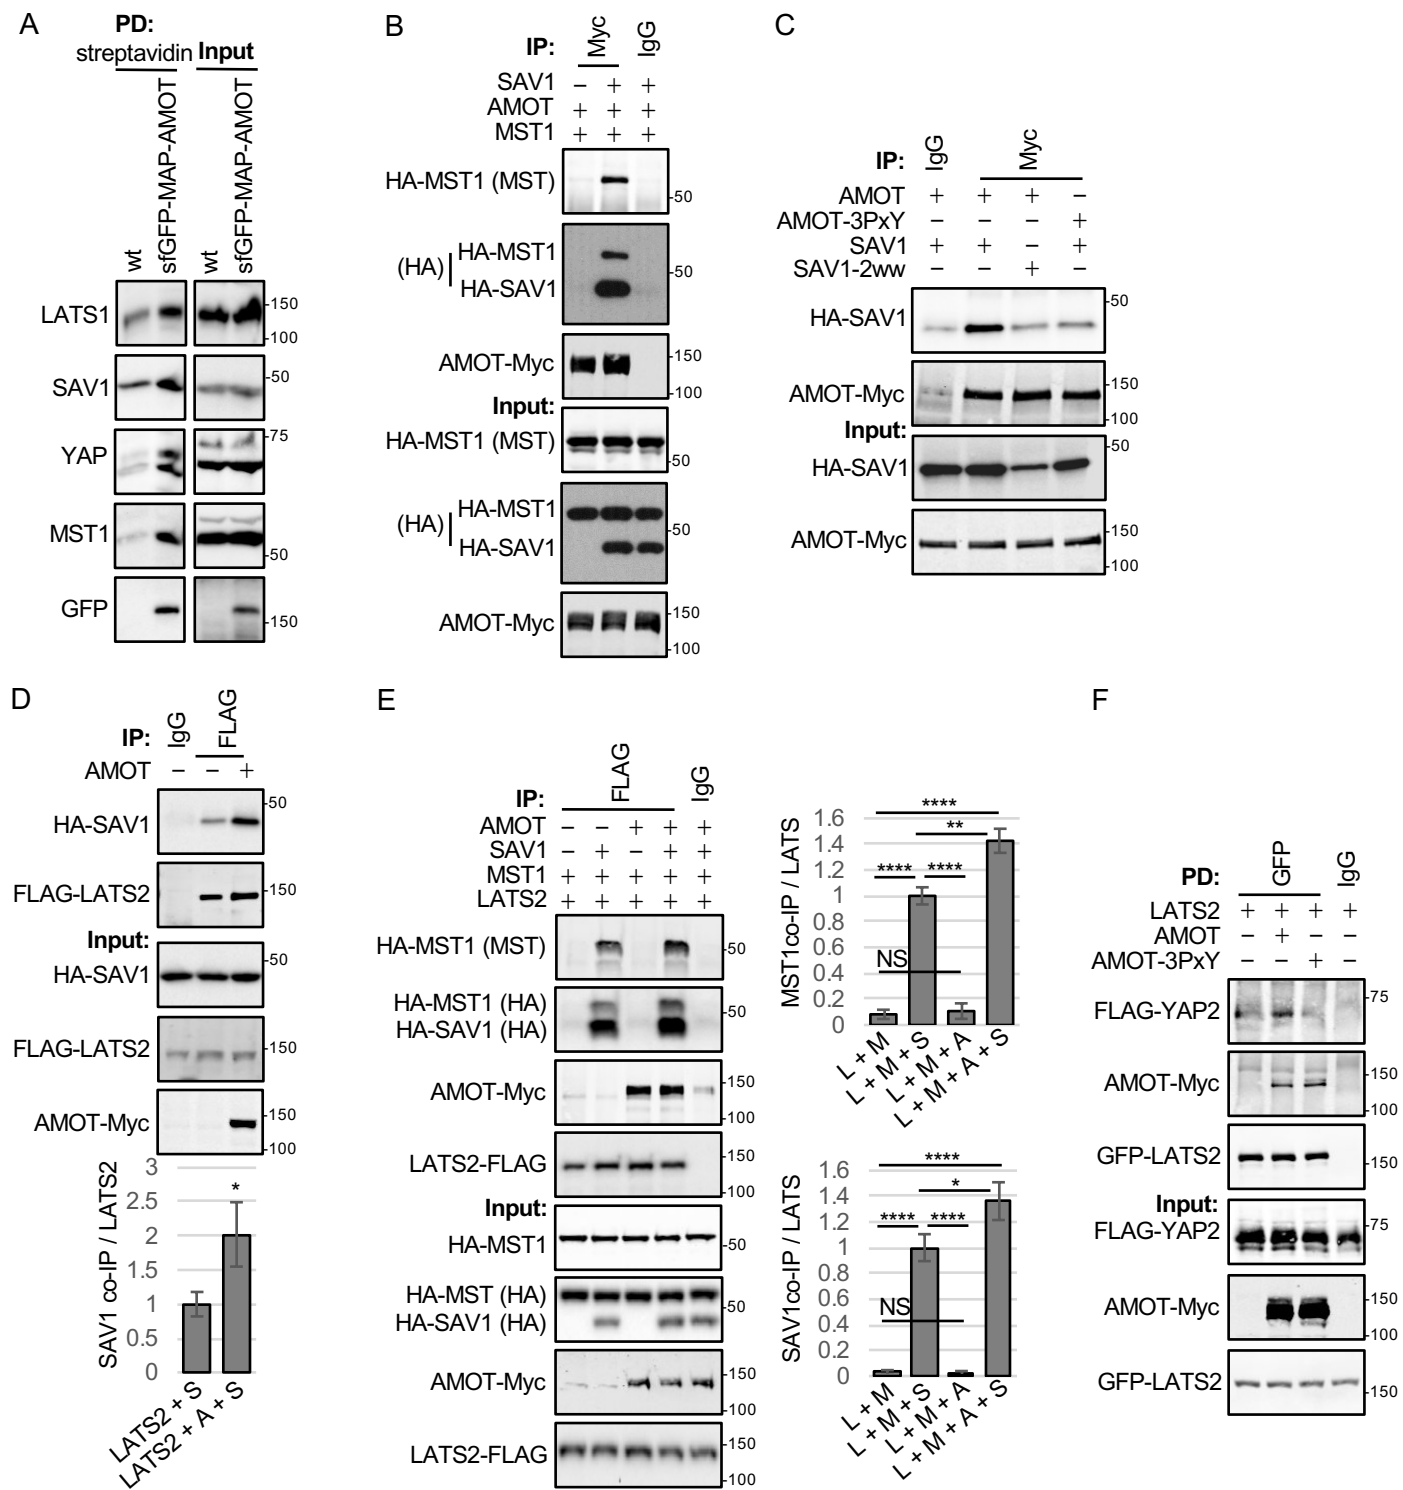 A
PD:
streptavidin Input
wt
sfGFP-MAP-AMOT
wt
sfGFP-MAP-AMOT
LATS1
-150
-100
SAV1
-50
YAP
-75
MST1
-50
GFP
-150
B
IP: Myc IgG
SAV1 – + +
AMOT + + +
MST1 + + +
HA-MST1 (MST)
-50
(HA) HA-MST1
HA-SAV1
-50
AMOT-Myc
-150
-100
Input:
HA-MST1 (MST)
-50
(HA) HA-MST1
HA-SAV1
-50
AMOT-Myc
-150
-100
C
IP: IgG Myc
AMOT + + + –
AMOT-3PxY – – – +
SAV1 + + – +
SAV1-2ww – – + –
HA-SAV1
-50
AMOT-Myc
-150
-100
Input:
HA-SAV1
-50
AMOT-Myc
-150
-100
D
IP: IgG FLAG
AMOT – – +
HA-SAV1
-50
FLAG-LATS2
-150
Input:
HA-SAV1
-50
FLAG-LATS2
-150
AMOT-Myc
-150
-100
SAV1 co-IP / LATS2
3
2.5
2
1.5
1
0.5
0
*
LATS2 + S
LATS2 + A + S
E
IP: FLAG IgG
AMOT – – + + +
SAV1 – + – + +
MST1 + + + + +
LATS2 + + + + +
HA-MST1 (MST)
-50
HA-MST1 (HA)
HA-SAV1 (HA)
-50
AMOT-Myc
-150
-100
LATS2-FLAG
-150
-100
Input:
HA-MST1
-50
HA-MST (HA)
HA-SAV1 (HA)
-50
AMOT-Myc
-150
-100
LATS2-FLAG
-150
-100
MST1co-IP / LATS
1.6
1.4
1.2
1
0.8
0.6
0.4
0.2
0
****
**
**** ****
NS
L + M
L + M + S
L + M + A
L + M + A + S
SAV1co-IP / LATS
1.6
1.4
1.2
1
0.8
0.6
0.4
0.2
0
****
*
**** ****
NS
L + M
L + M + S
L + M + A
L + M + A + S
F
PD: GFP IgG
LATS2 + + + +
AMOT – + – –
AMOT-3PxY – – + –
FLAG-YAP2
-75
AMOT-Myc
-150
-100
GFP-LATS2
-150
Input:
FLAG-YAP2
-75
AMOT-Myc
-150
-100
GFP-LATS2
-150